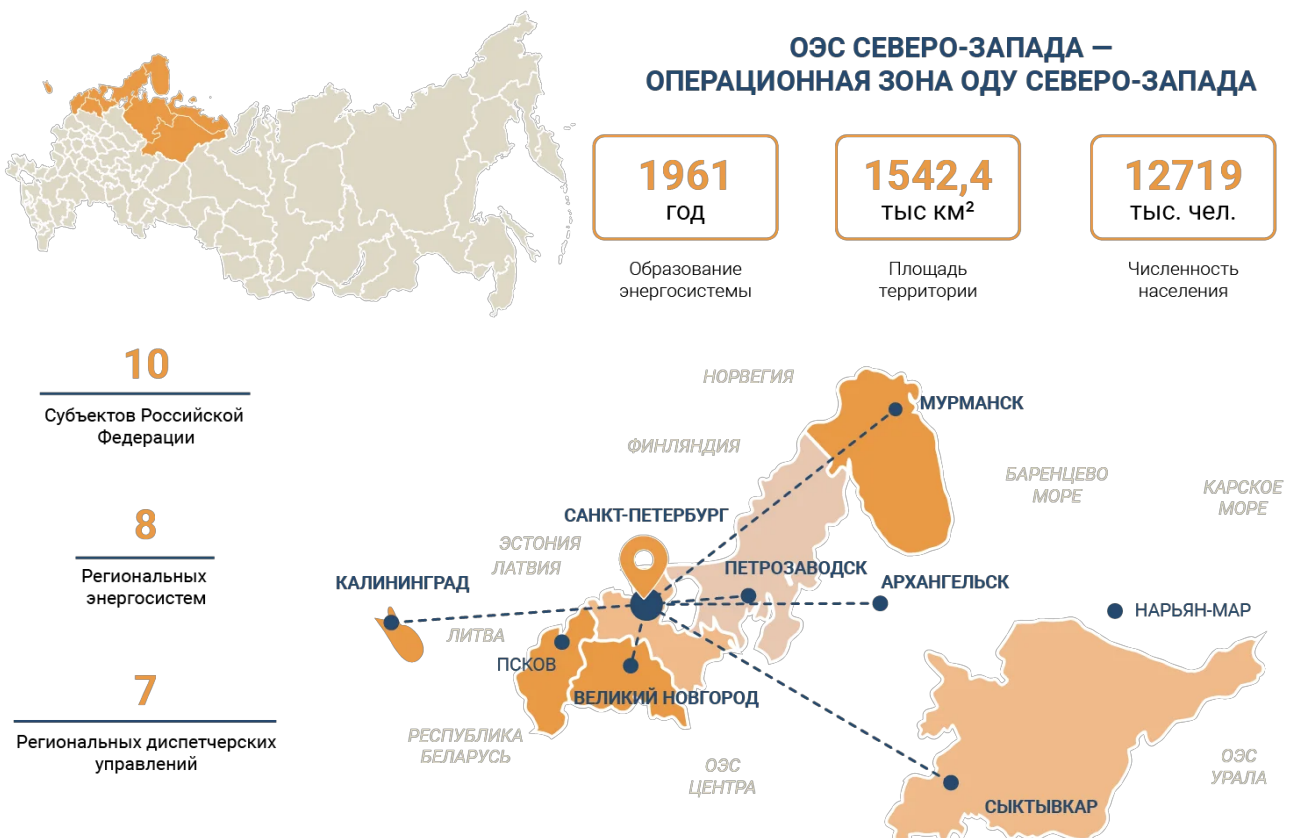 ОЭС СЕВЕРО-ЗАПАДА —
ОПЕРАЦИОННАЯ ЗОНА ОДУ СЕВЕРО-ЗАПАДА
1961
год
Образование
энергосистемы
1542,4
тыс км²
Площадь
территории
12719
тыс. чел.
Численность
населения
10
Субъектов Российской
Федерации
8
Региональных
энергосистем
7
Региональных диспетчерских
управлений
НОРВЕГИЯ
МУРМАНСК
ФИНЛЯНДИЯ
БАРЕНЦЕВО
МОРЕ
КАРСКОЕ
МОРЕ
САНКТ-ПЕТЕРБУРГ
ЭСТОНИЯ
ЛАТВИЯ
ПЕТРОЗАВОДСК
КАЛИНИНГРАД
АРХАНГЕЛЬСК
НАРЬЯН-МАР
ЛИТВА
ПСКОВ
ВЕЛИКИЙ НОВГОРОД
РЕСПУБЛИКА
БЕЛАРУСЬ
ОЭС
ЦЕНТРА
ОЭС
УРАЛА
СЫКТЫВКАР